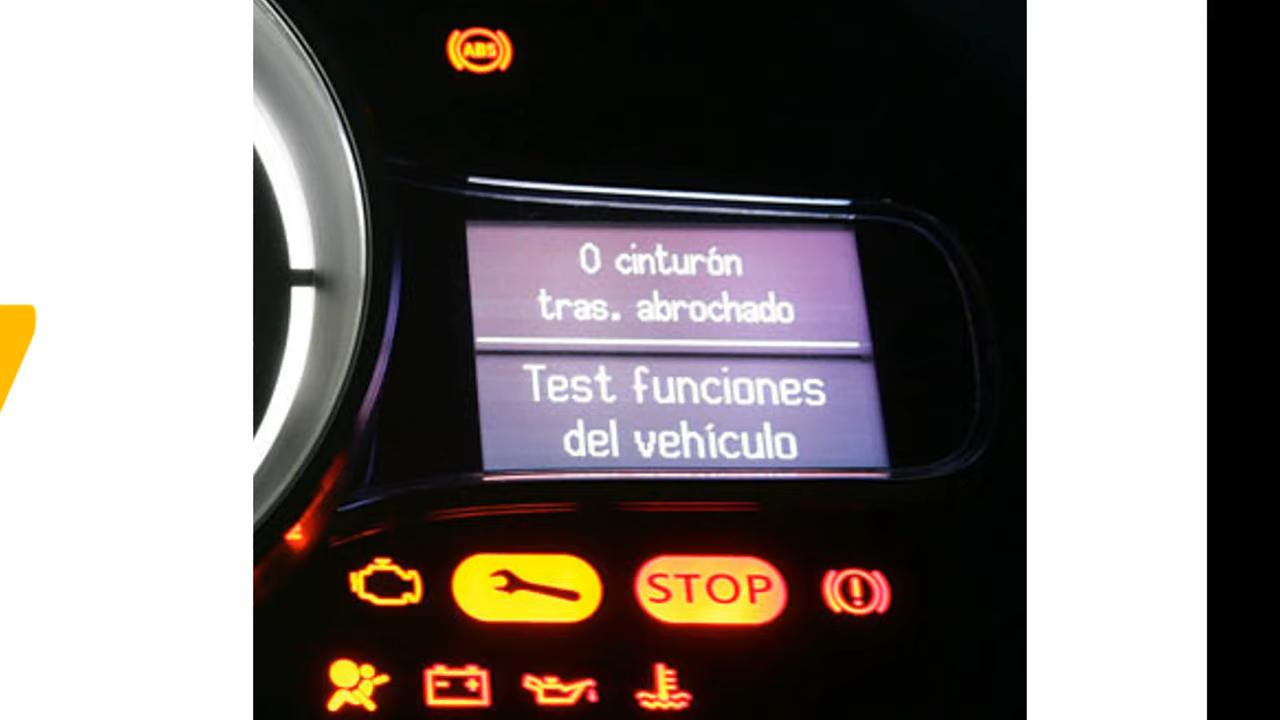 ABS
0 cinturón
tras. abrochado
Test funciones
del vehículo
STOP